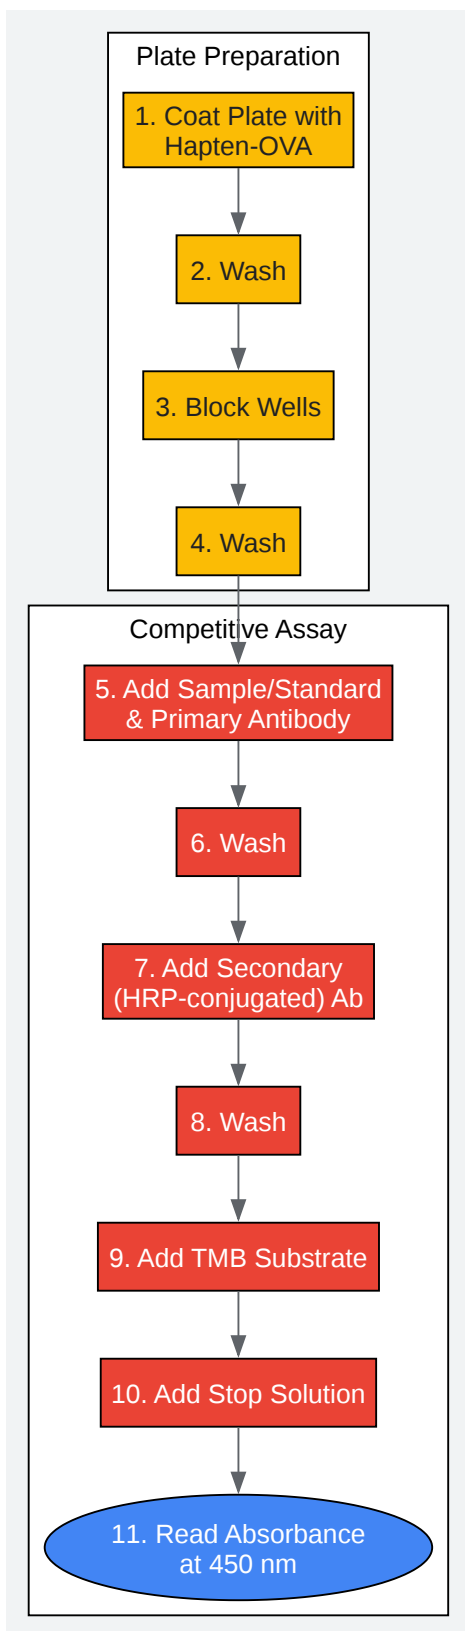 Plate Preparation
1. Coat Plate with
Hapten-OVA
2. Wash
3. Block Wells
4. Wash
Competitive Assay
5. Add Sample/Standard
& Primary Antibody
6. Wash
7. Add Secondary
(HRP-conjugated) Ab
8. Wash
9. Add TMB Substrate
10. Add Stop Solution
11. Read Absorbance
at 450 nm